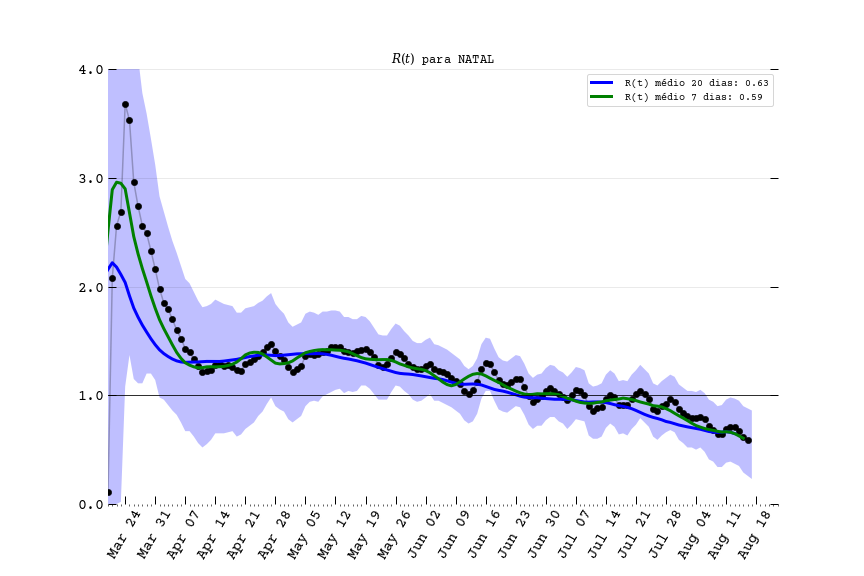 R(t) para NATAL
R(t) médio 20 dias: 0.63
R(t) médio 7 dias: 0.59
4.0
3.0
2.0
1.0
0.0
Mar 24
Mar 31
Apr 07
Apr 14
Apr 21
Apr 28
May 05
May 12
May 19
May 26
Jun 02
Jun 09
Jun 16
Jun 23
Jun 30
Jul 07
Jul 14
Jul 21
Jul 28
Aug 04
Aug 11
Aug 18